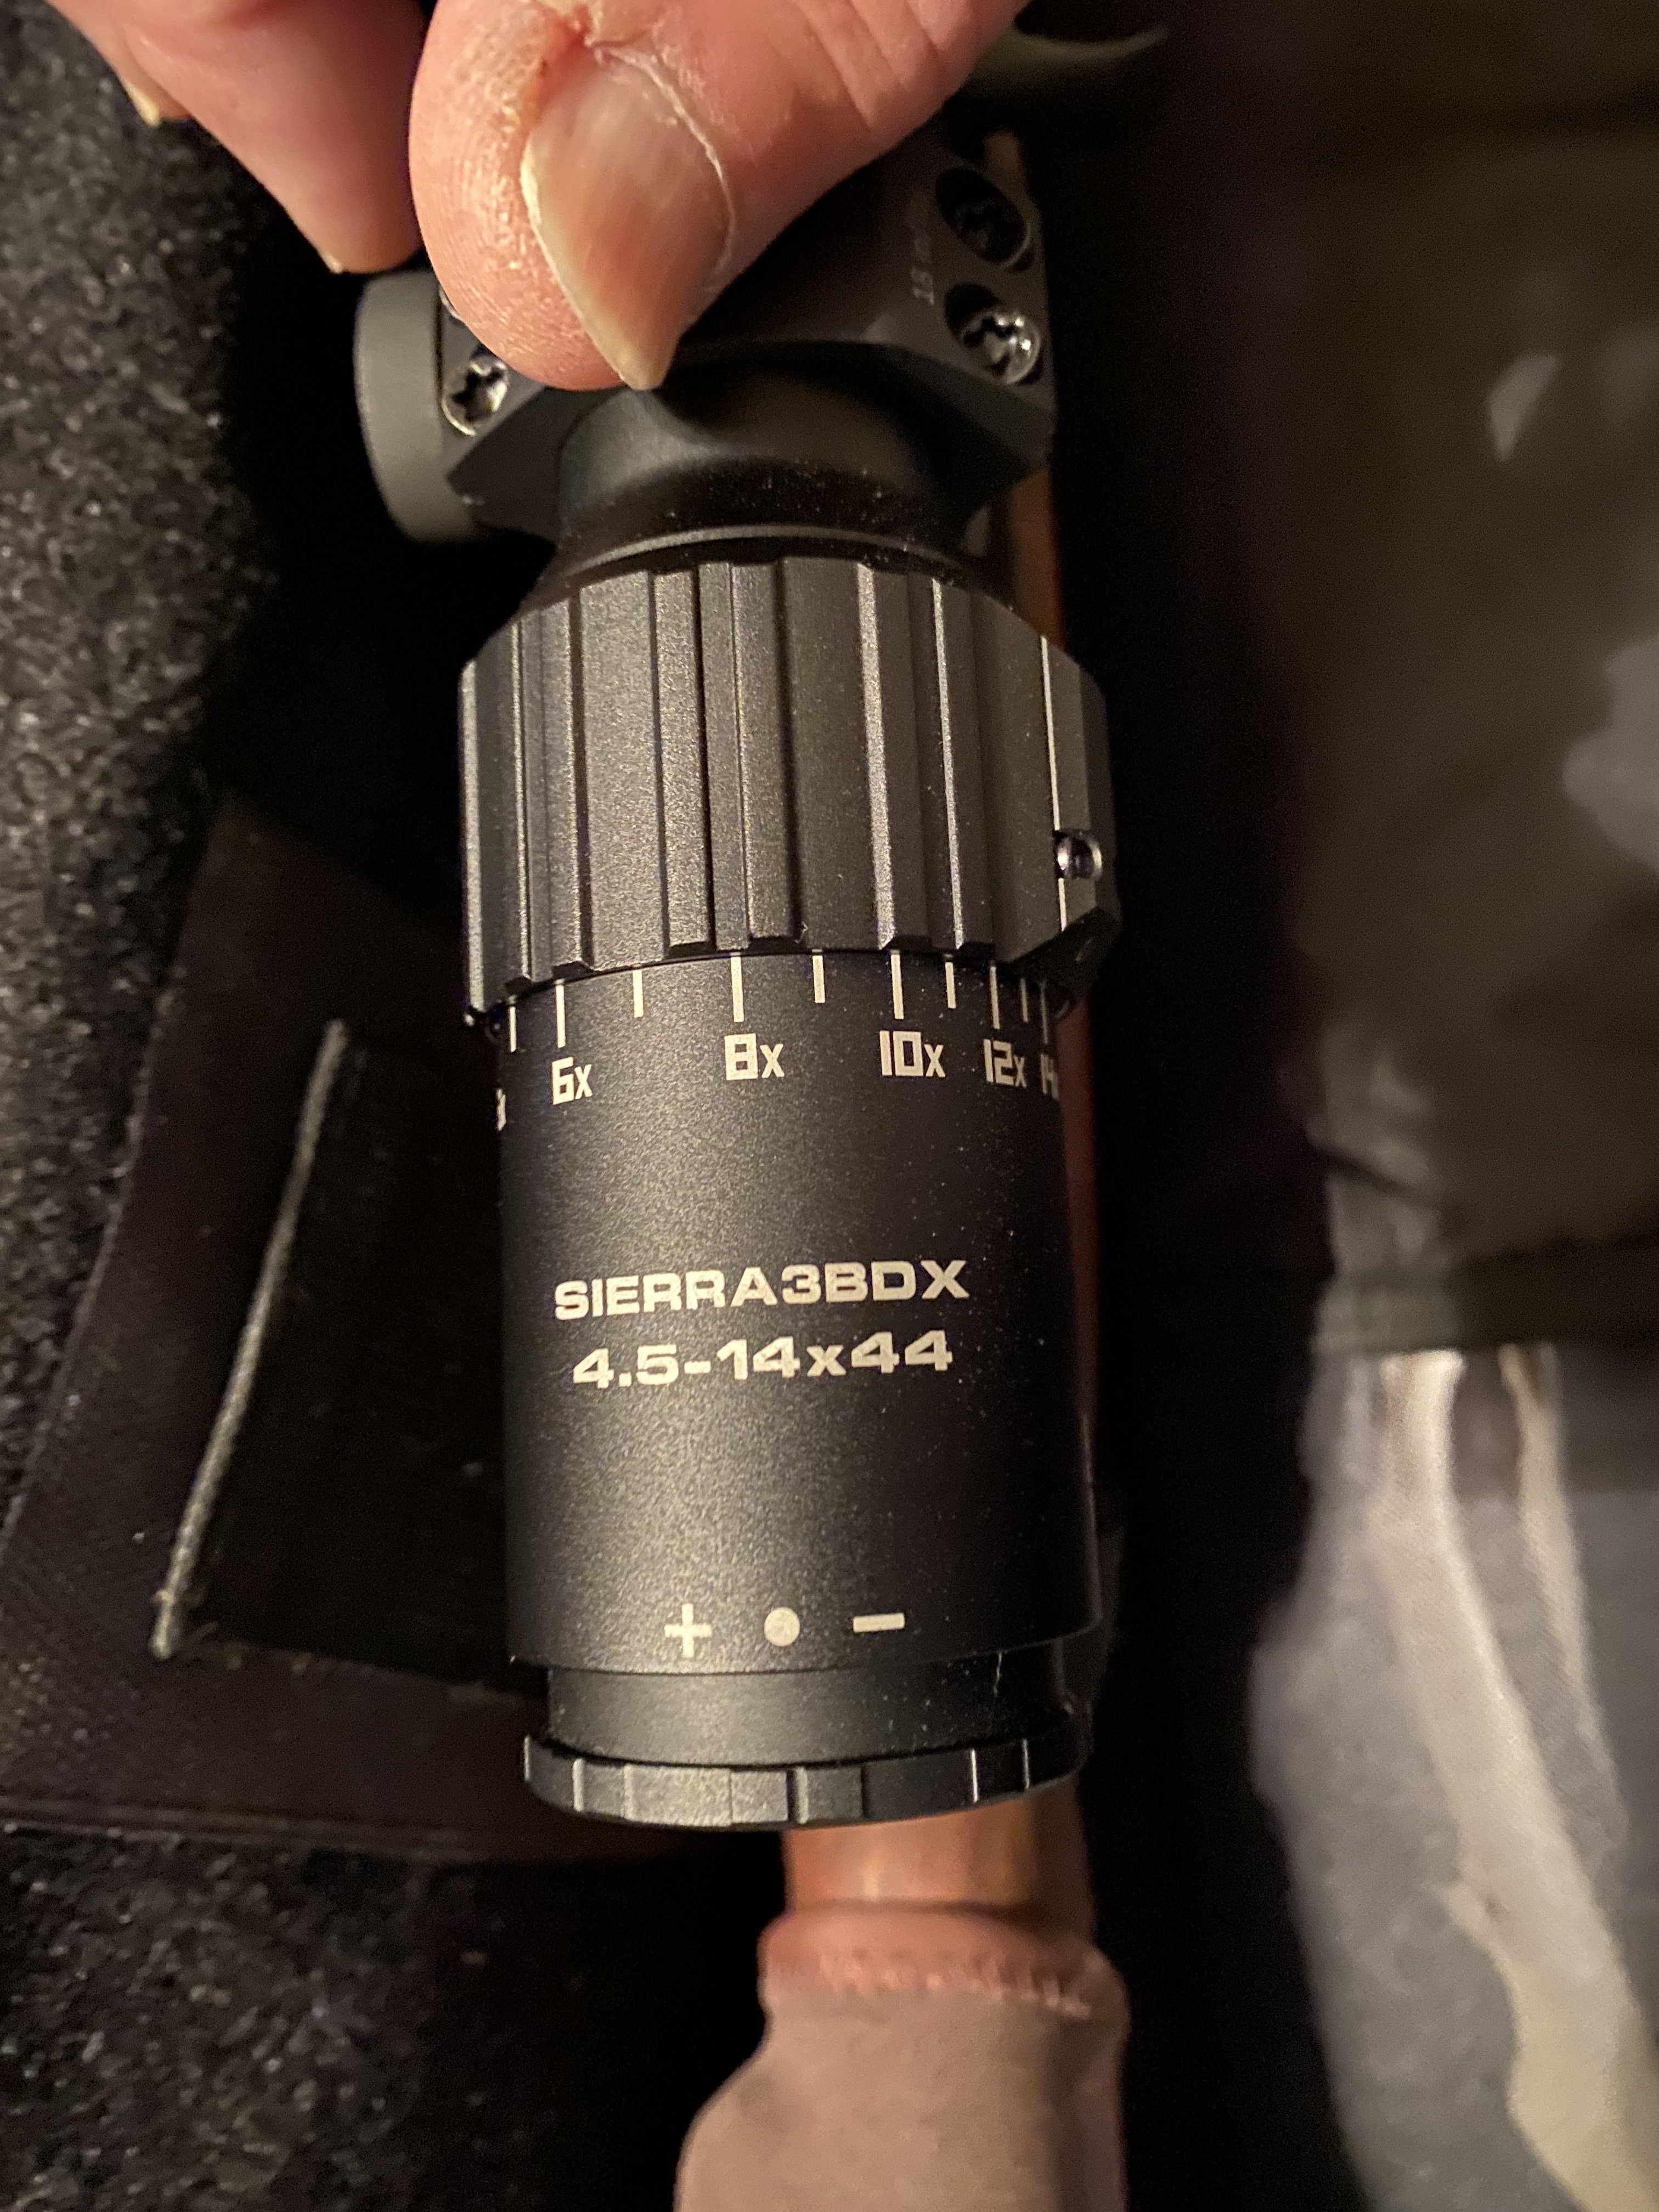 6x 8x 10x 12x
SIERRA3BDX
4.5-14x44
+ • −